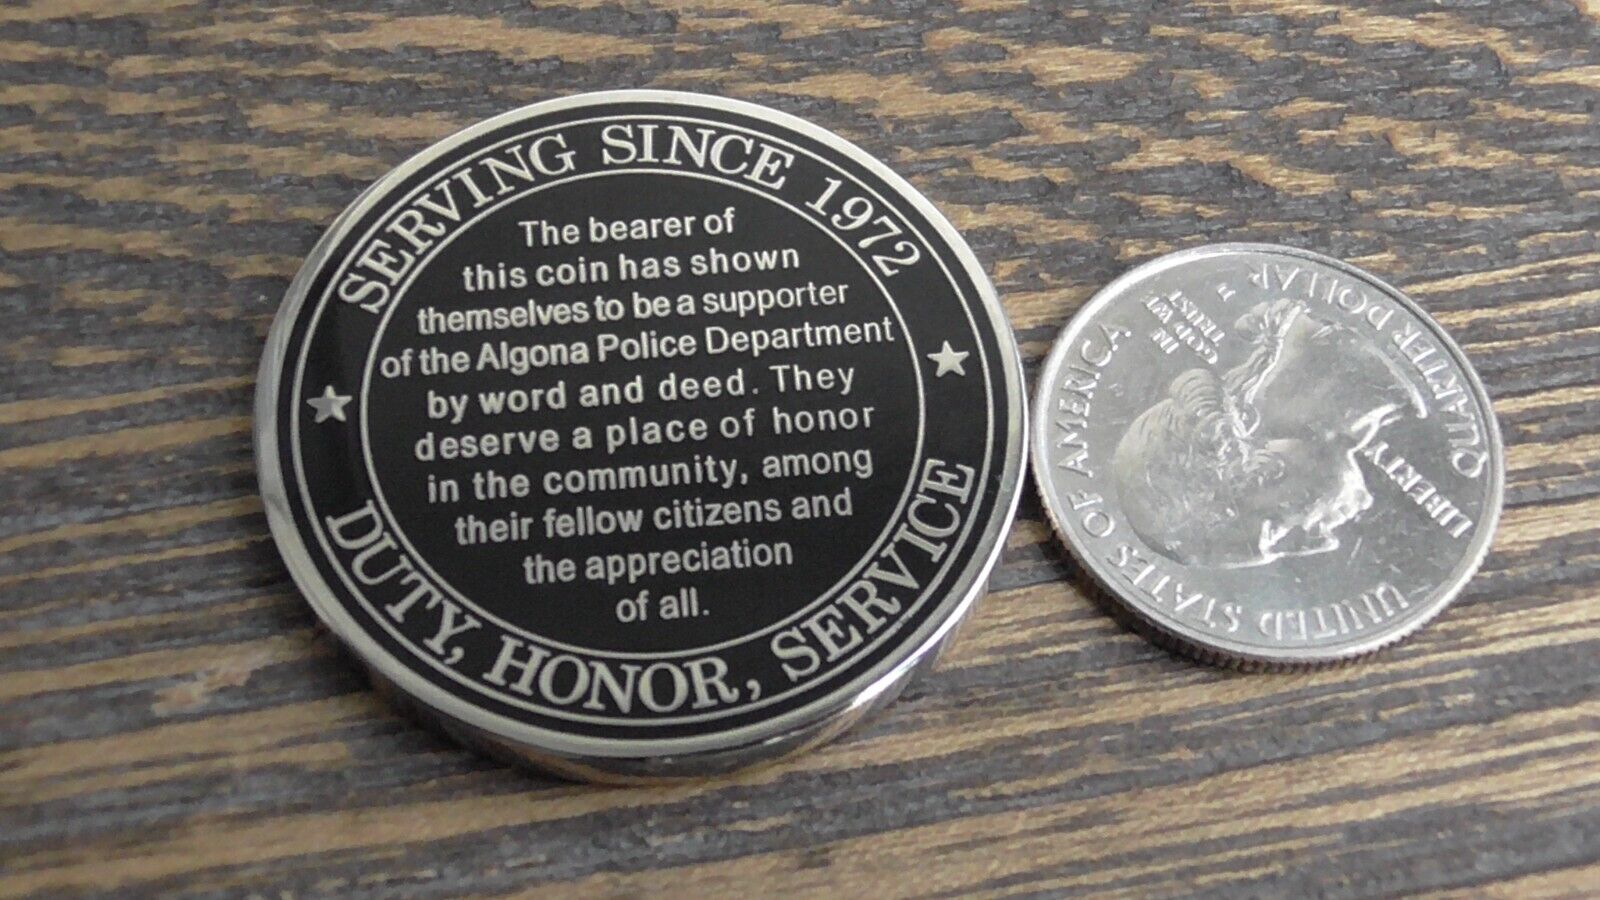 SERVING SINCE 1972
The bearer of
this coin has shown
themselves to be a supporter
of the Algona Police Department
by word and deed. They
deserve a place of honor
in the community, among
their fellow citizens and
the appreciation
of all.
DUTY, HONOR, SERVICE
UNITED STATES OF AMERICA
IN
GOD WE
TRUST
LIBERTY
QUARTER DOLLAR